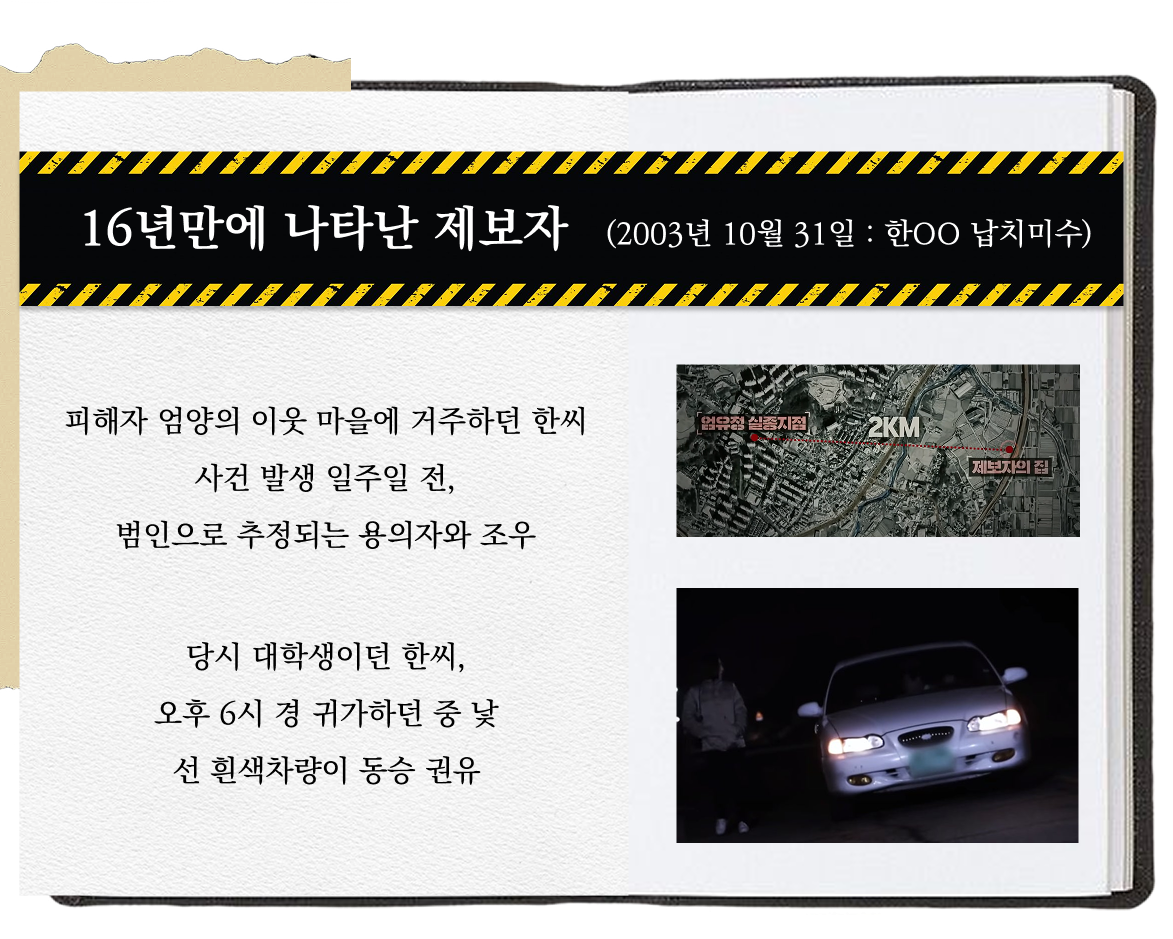 16년만에 나타난 제보자 (2003년 10월 31일 : 한OO 납치미수)
피해자 엄양의 이웃 마을에 거주하던 한씨
사건 발생 일주일 전,
범인으로 추정되는 용의자와 조우
당시 대학생이던 한씨,
오후 6시 경 귀가하던 중 낯
선 흰색차량이 동승 권유
엄유정 실종지점
2KM
제보자의 집